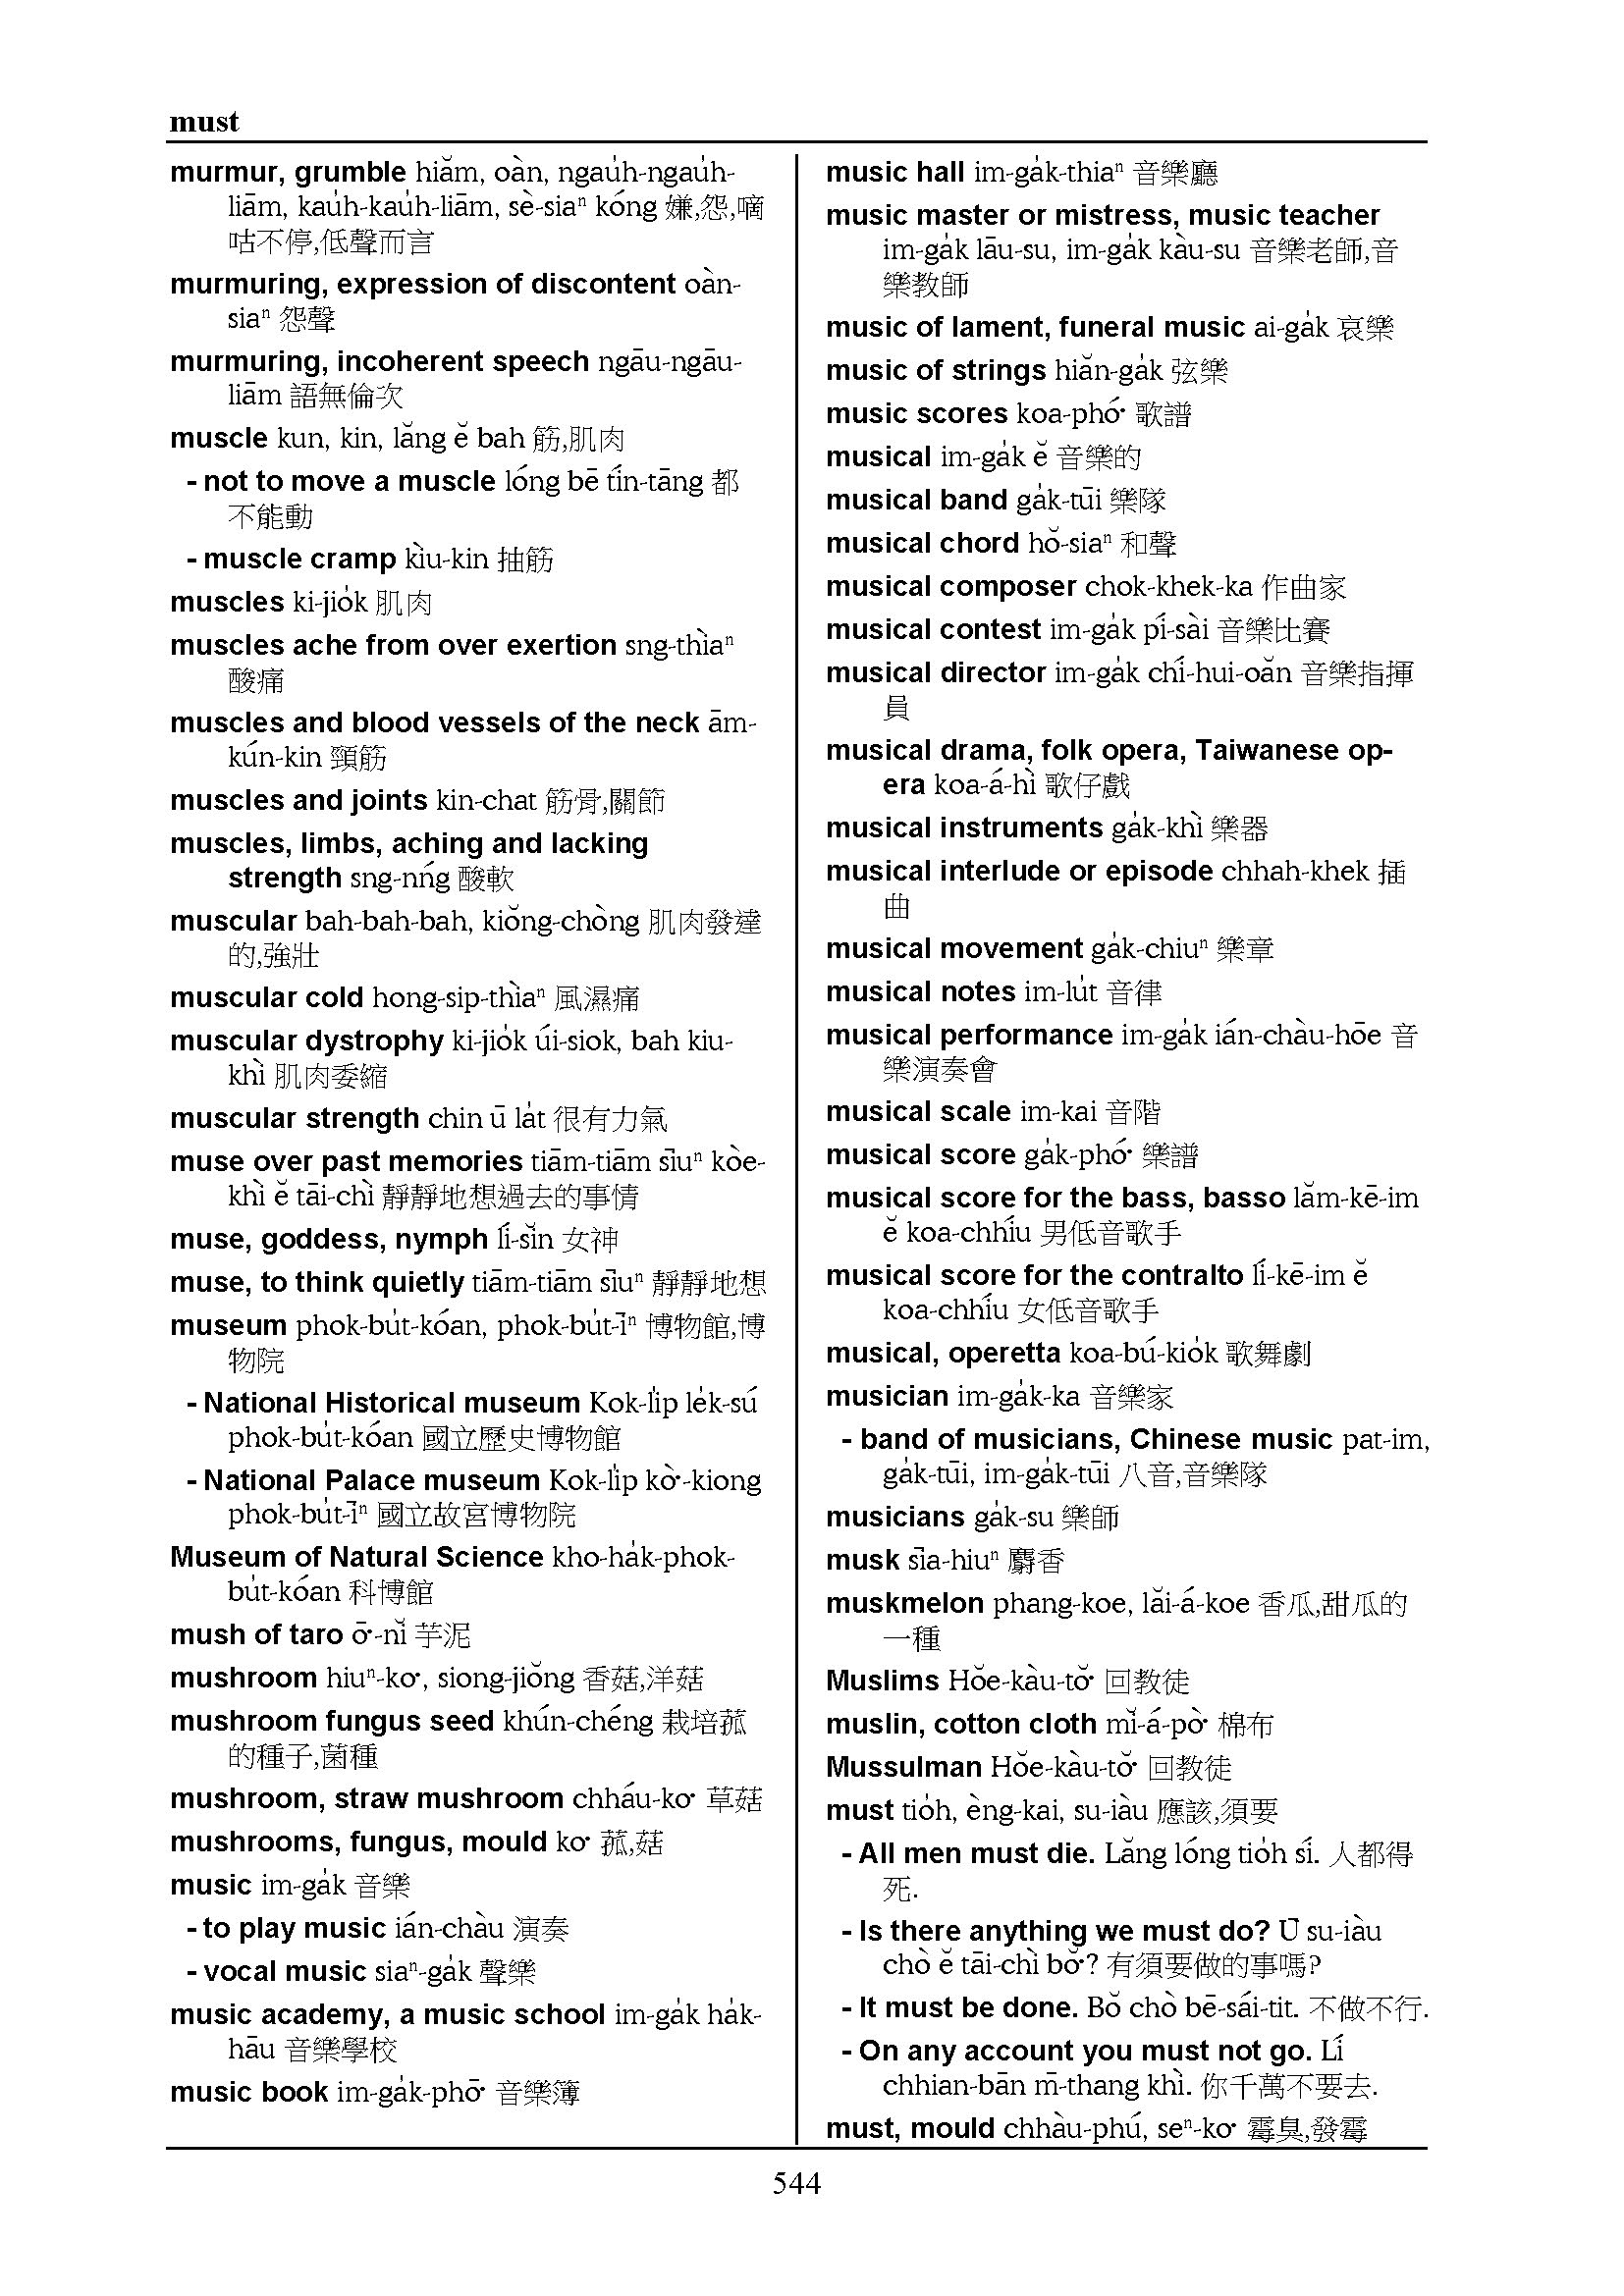 must
murmur, grumble hiăm, oàn, ngau̍h-ngau̍h-
liām, kau̍h-kau̍h-liām, sè-siaⁿ kóng 嫌,怨,嘀
咕不停,低聲而言
murmuring, expression of discontent oàn-
siaⁿ 怨聲
murmuring, incoherent speech ngāu-ngāu-
liām 語無倫次
muscle kun, kin, lăng ĕ bah 筋,肌肉
- not to move a muscle lóng bē tín-tāng 都
不能動
- muscle cramp kìu-kin 抽筋
muscles ki-jio̍k 肌肉
muscles ache from over exertion sng-thìaⁿ
酸痛
muscles and blood vessels of the neck ām-
kún-kin 頸筋
muscles and joints kin-chat 筋骨,關節
muscles, limbs, aching and lacking
strength sng-nńg 酸軟
muscular bah-bah-bah, kiŏng-chòng 肌肉發達
的,強壯
muscular cold hong-sip-thìaⁿ 風濕痛
muscular dystrophy ki-jio̍k úi-siok, bah kiu-
khì 肌肉委縮
muscular strength chin ū la̍t 很有力氣
muse over past memories tiām-tiām sīuⁿ kòe-
khì ĕ tāi-chì 靜靜地想過去的事情
muse, goddess, nymph lí-sĭn 女神
muse, to think quietly tiām-tiām sīuⁿ 靜靜地想
museum phok-bu̍t-kóan, phok-bu̍t-īⁿ 博物館,博
物院
- National Historical museum Kok-li̍p le̍k-sú
phok-bu̍t-kóan 國立歷史博物館
- National Palace museum Kok-li̍p kò͘-kiong
phok-bu̍t-īⁿ 國立故宮博物院
Museum of Natural Science kho-ha̍k-phok-
bu̍t-kóan 科博館
mush of taro ō͘-nĭ 芋泥
mushroom hiuⁿ-ko͘, siong-jiŏng 香菇,洋菇
mushroom fungus seed khún-chéng 栽培菰
的種子,菌種
mushroom, straw mushroom chháu-ko͘ 草菇
mushrooms, fungus, mould ko͘ 菰,菇
music im-ga̍k 音樂
- to play music ián-chàu 演奏
- vocal music siaⁿ-ga̍k 聲樂
music academy, a music school im-ga̍k ha̍k-
hāu 音樂學校
music book im-ga̍k-phō͘ 音樂簿
music hall im-ga̍k-thiaⁿ 音樂廳
music master or mistress, music teacher
im-ga̍k lāu-su, im-ga̍k kàu-su 音樂老師,音
樂教師
music of lament, funeral music ai-ga̍k 哀樂
music of strings hiăn-ga̍k 弦樂
music scores koa-phó͘ 歌譜
musical im-ga̍k ĕ 音樂的
musical band ga̍k-tūi 樂隊
musical chord hŏ-siaⁿ 和聲
musical composer chok-khek-ka 作曲家
musical contest im-ga̍k pí-sài 音樂比賽
musical director im-ga̍k chí-hui-oăn 音樂指揮
員
musical drama, folk opera, Taiwanese op-
era koa-á-hì 歌仔戲
musical instruments ga̍k-khì 樂器
musical interlude or episode chhah-khek 插
曲
musical movement ga̍k-chiuⁿ 樂章
musical notes im-lu̍t 音律
musical performance im-ga̍k ián-chàu-hōe 音
樂演奏會
musical scale im-kai 音階
musical score ga̍k-phó͘ 樂譜
musical score for the bass, basso lăm-kē-im
ĕ koa-chhíu 男低音歌手
musical score for the contralto lí-kē-im ĕ
koa-chhíu 女低音歌手
musical, operetta koa-bú-kio̍k 歌舞劇
musician im-ga̍k-ka 音樂家
- band of musicians, Chinese music pat-im,
ga̍k-tūi, im-ga̍k-tūi 八音,音樂隊
musicians ga̍k-su 樂師
musk sīa-hiuⁿ 麝香
muskmelon phang-koe, lăi-á-koe 香瓜,甜瓜的
一種
Muslims Hŏe-kàu-tŏ͘ 回教徒
muslin, cotton cloth mĭ-á-pò͘ 棉布
Mussulman Hŏe-kàu-tŏ͘ 回教徒
must tio̍h, èng-kai, su-iàu 應該,須要
- All men must die. Lăng lóng tio̍h sí. 人都得
死.
- Is there anything we must do? Ū su-iàu
chò ĕ tāi-chì bŏ͘? 有須要做的事嗎?
- It must be done. Bŏ chò bē-sái-tit. 不做不行.
- On any account you must not go. Lí
chhian-bān m̄-thang khì. 你千萬不要去.
must, mould chhàu-phú, seⁿ-ko͘ 霉臭,發霉
544